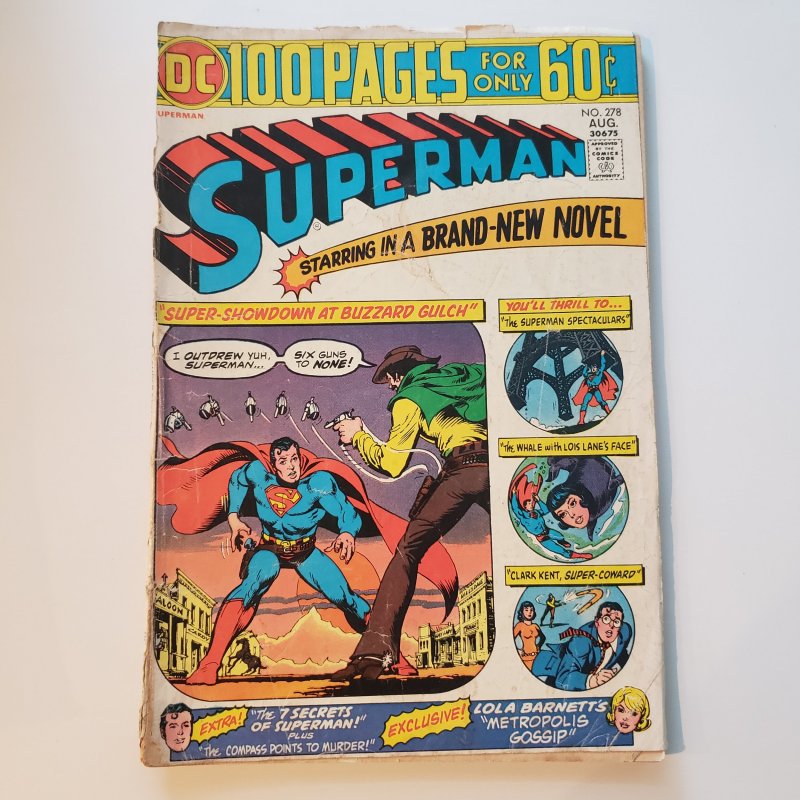 DC 100 PAGES FOR ONLY 60¢
UPERMAN
NO. 278
AUG.
30675
APPROVED
BY THE
COMICS
CODE
AUTHORITY
SUPERMAN
STARRING IN A BRAND-NEW NOVEL
"SUPER-SHOWDOWN AT BUZZARD GULCH"
I OUTDREW YUH,
SUPERMAN...
SIX GUNS
TO NONE!
SALOON
YOU'LL THRILL TO...
"THE SUPERMAN SPECTACULARS"
"THE WHALE WITH LOIS LANE'S FACE"
"CLARK KENT, SUPER-COWARD"
EXTRA!
"THE 7 SECRETS
OF SUPERMAN!"
PLUS
"THE COMPASS POINTS TO MURDER!"
EXCLUSIVE!
LOLA BARNETT'S
"METROPOLIS
GOSSIP"